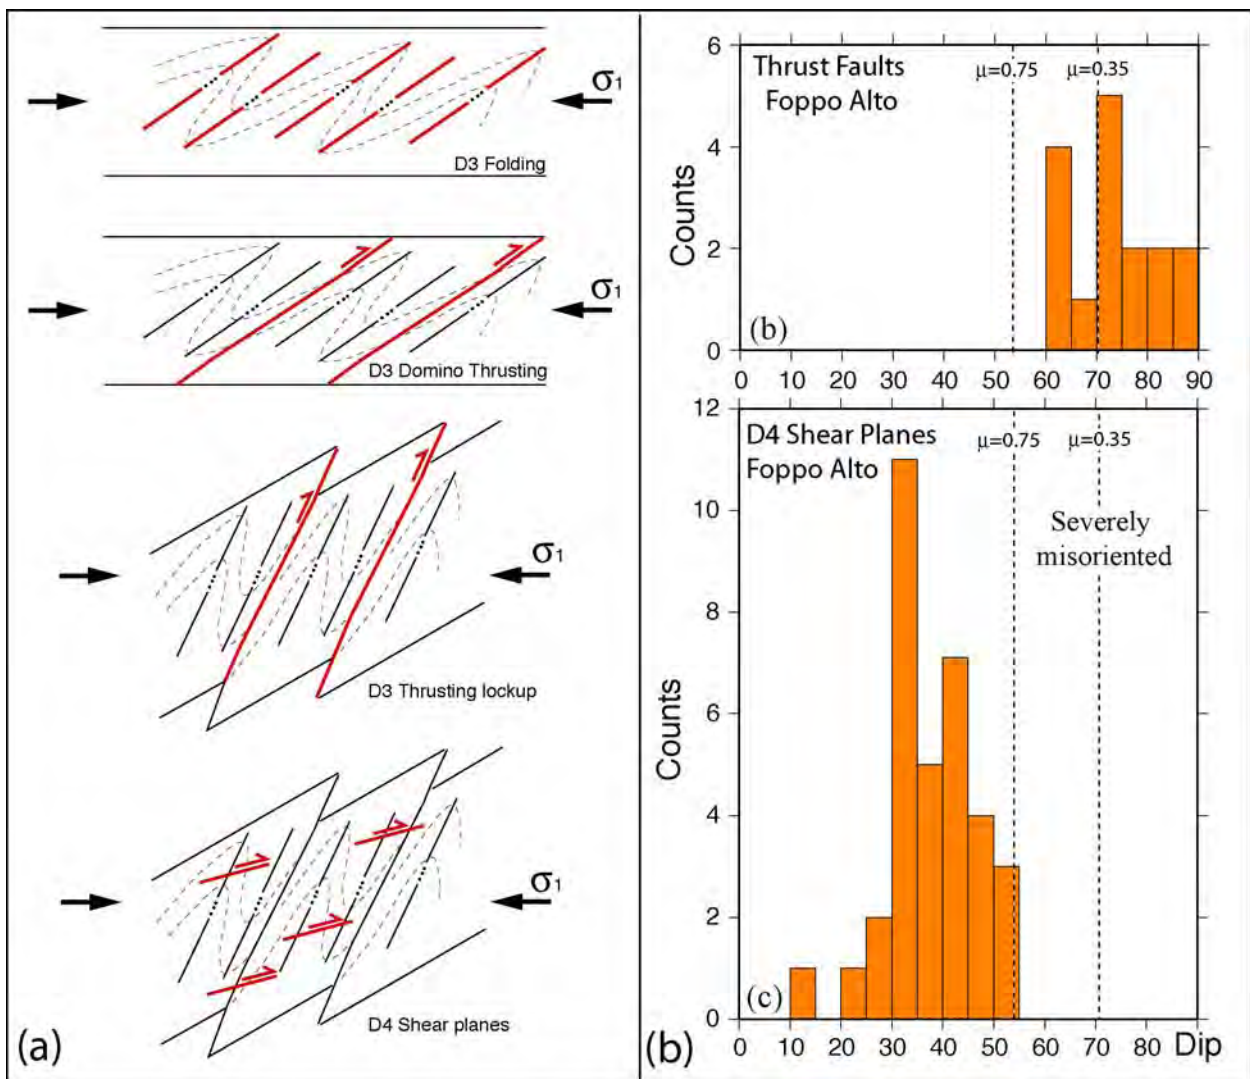 σ1
D3 Folding
σ1
D3 Domino Thrusting
σ1
D3 Thrusting lockup
σ1
D4 Shear planes
(a)
Thrust Faults
Foppo Alto
μ=0.75
μ=0.35
Counts
6
4
2
0
(b)
0 10 20 30 40 50 60 70 80 90
D4 Shear Planes
Foppo Alto
μ=0.75
μ=0.35
Severely
misoriented
Counts
12
10
8
6
4
2
0
(c)
0 10 20 30 40 50 60 70 80 Dip
(b)